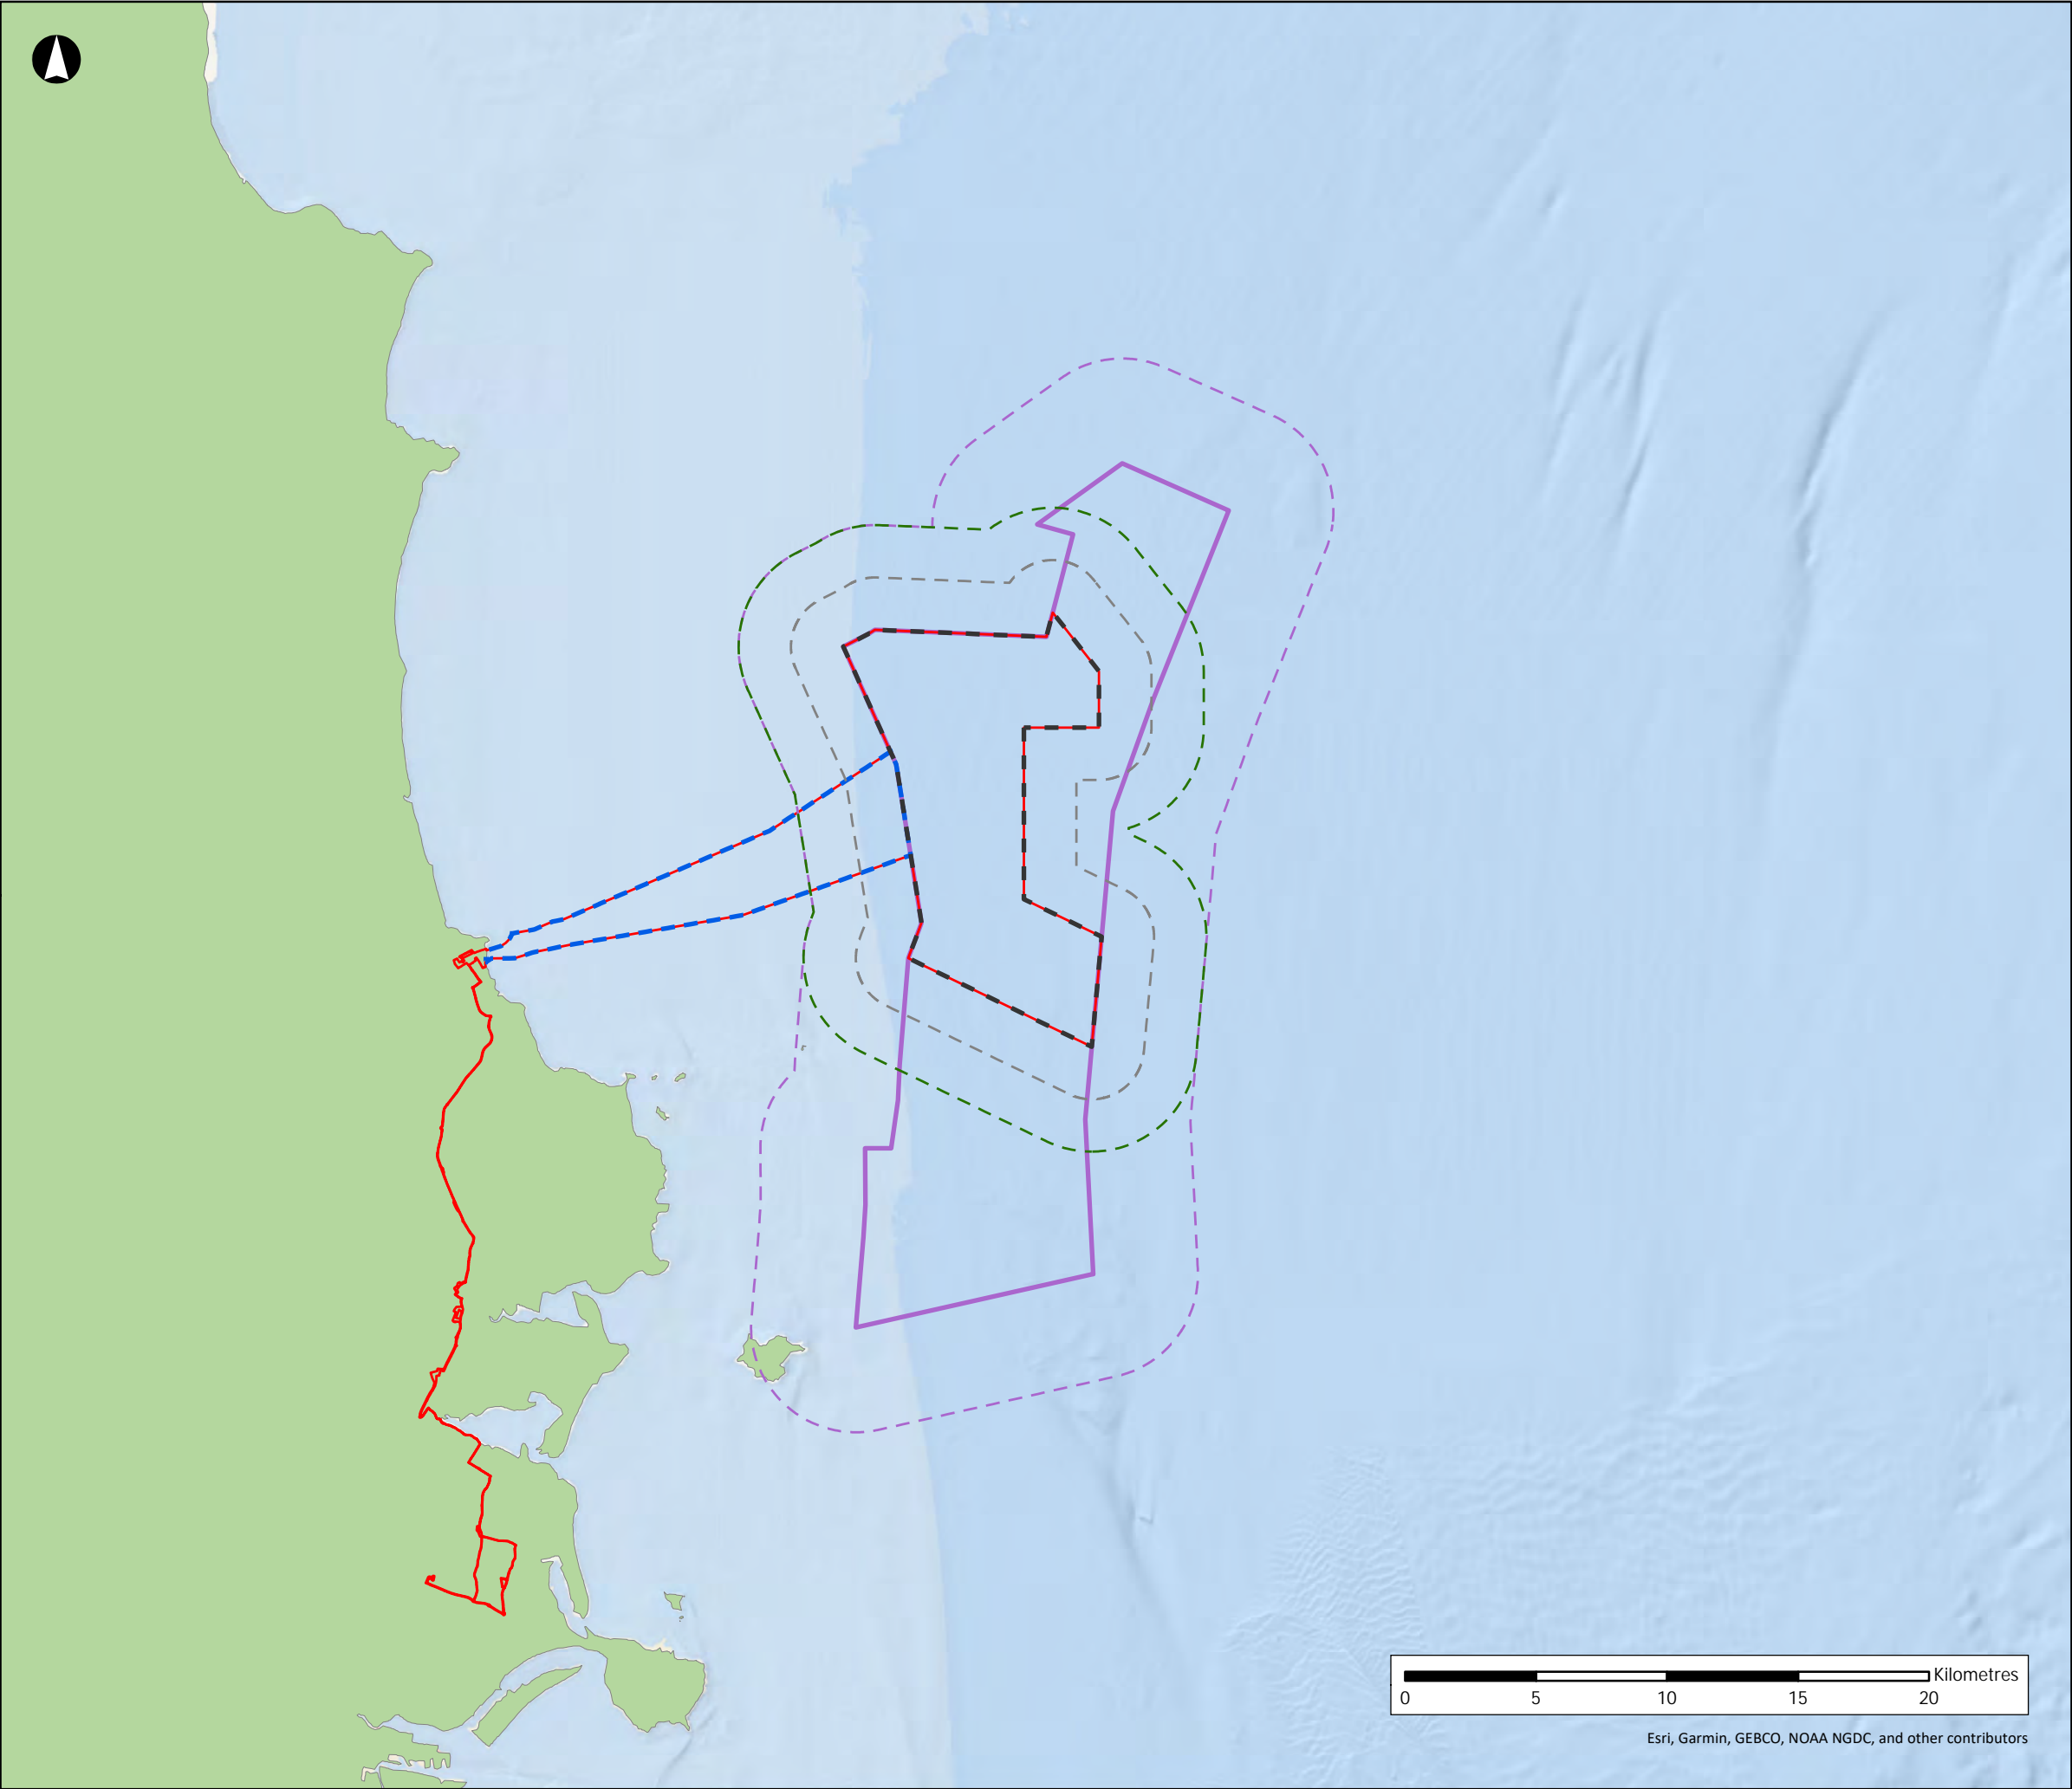 Kilometres
0 5 10 15 20
Esri, Garmin, GEBCO, NOAA NGDC, and other contributors